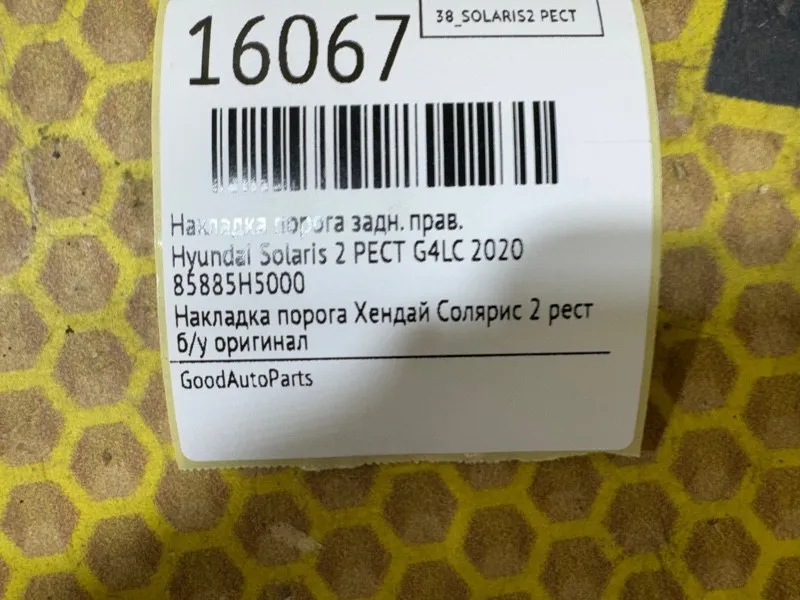 38_SOLARIS2 РЕСТ
16067
Накладка порога задн. прав.
Hyundai Solaris 2 РЕСТ G4LC 2020
85885H5000
Накладка порога Хендай Солярис 2 рест
б/у оригинал
GoodAutoParts